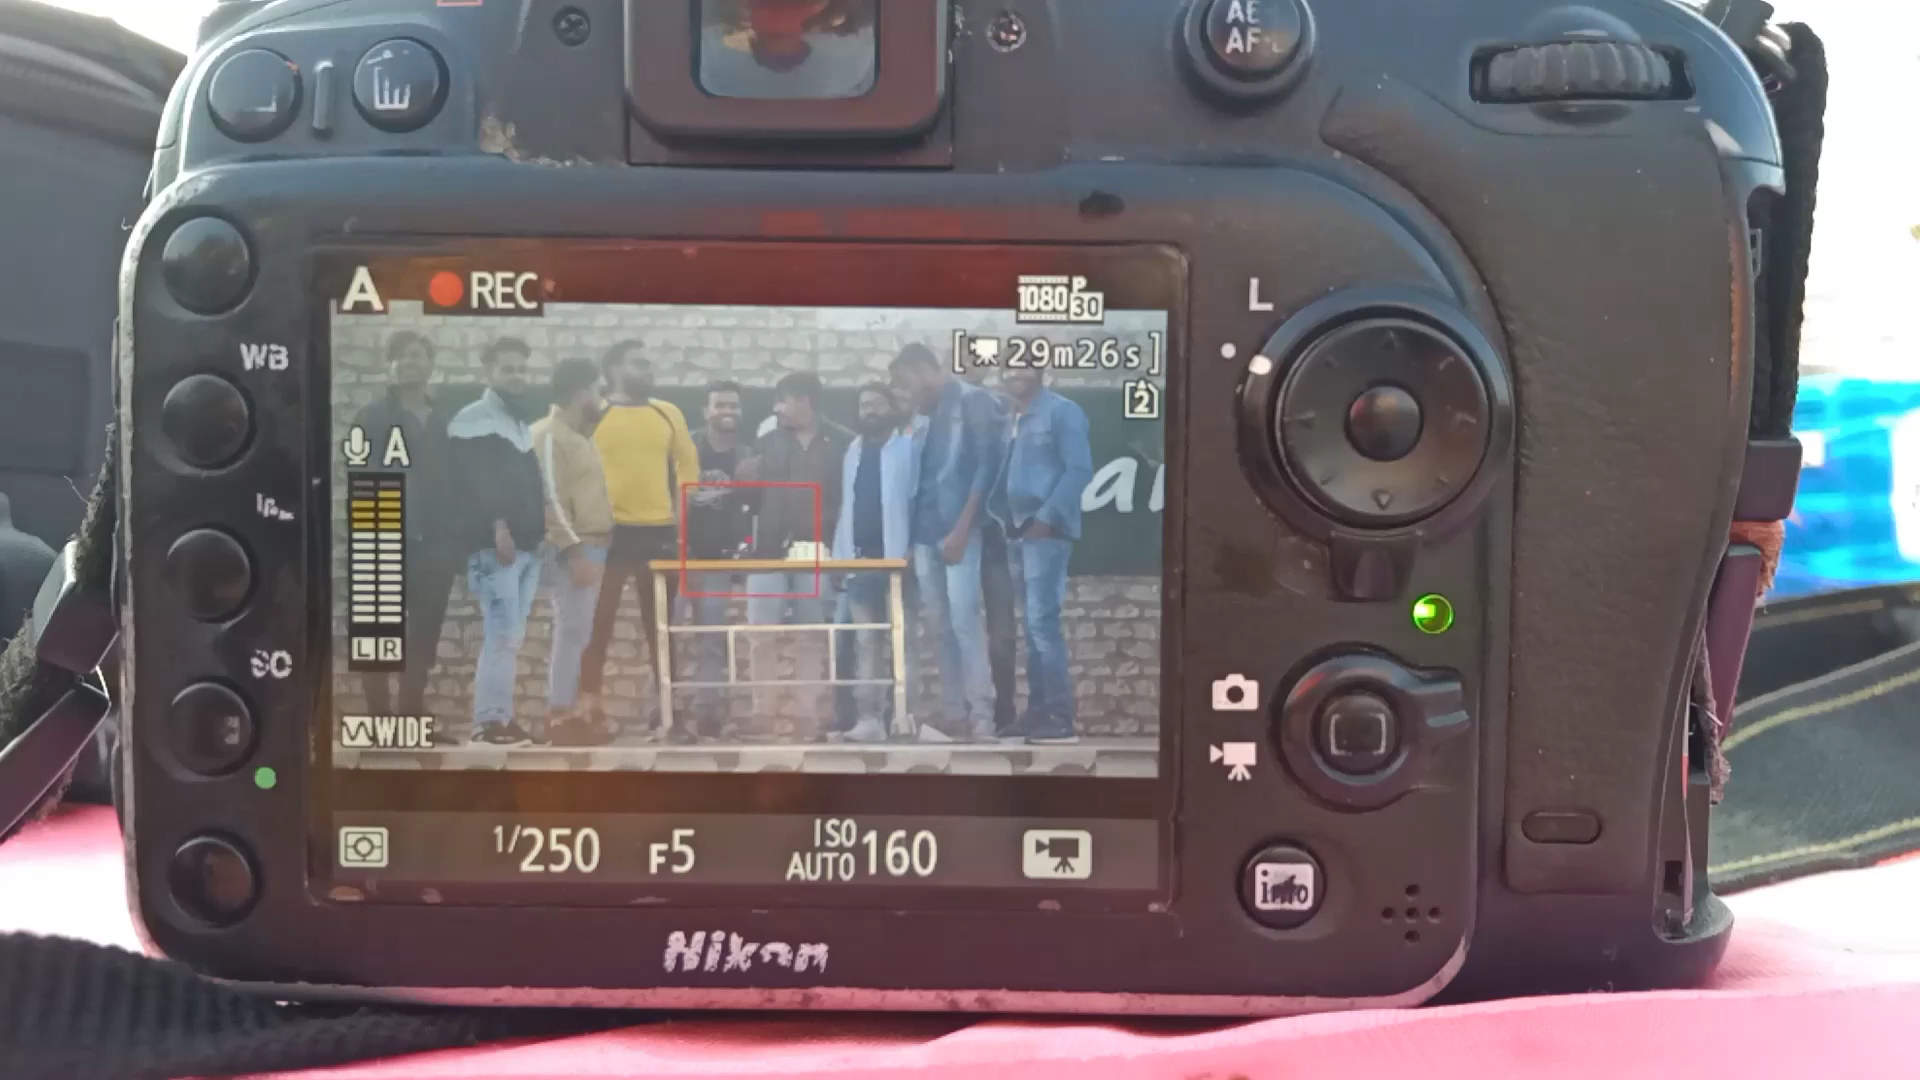 AE
AF-L
A REC 1080 P 30
[29m26s]
[2]
L
WB
A
L R
WIDE
1/250 F5 ISO AUTO 160
info
Nikon